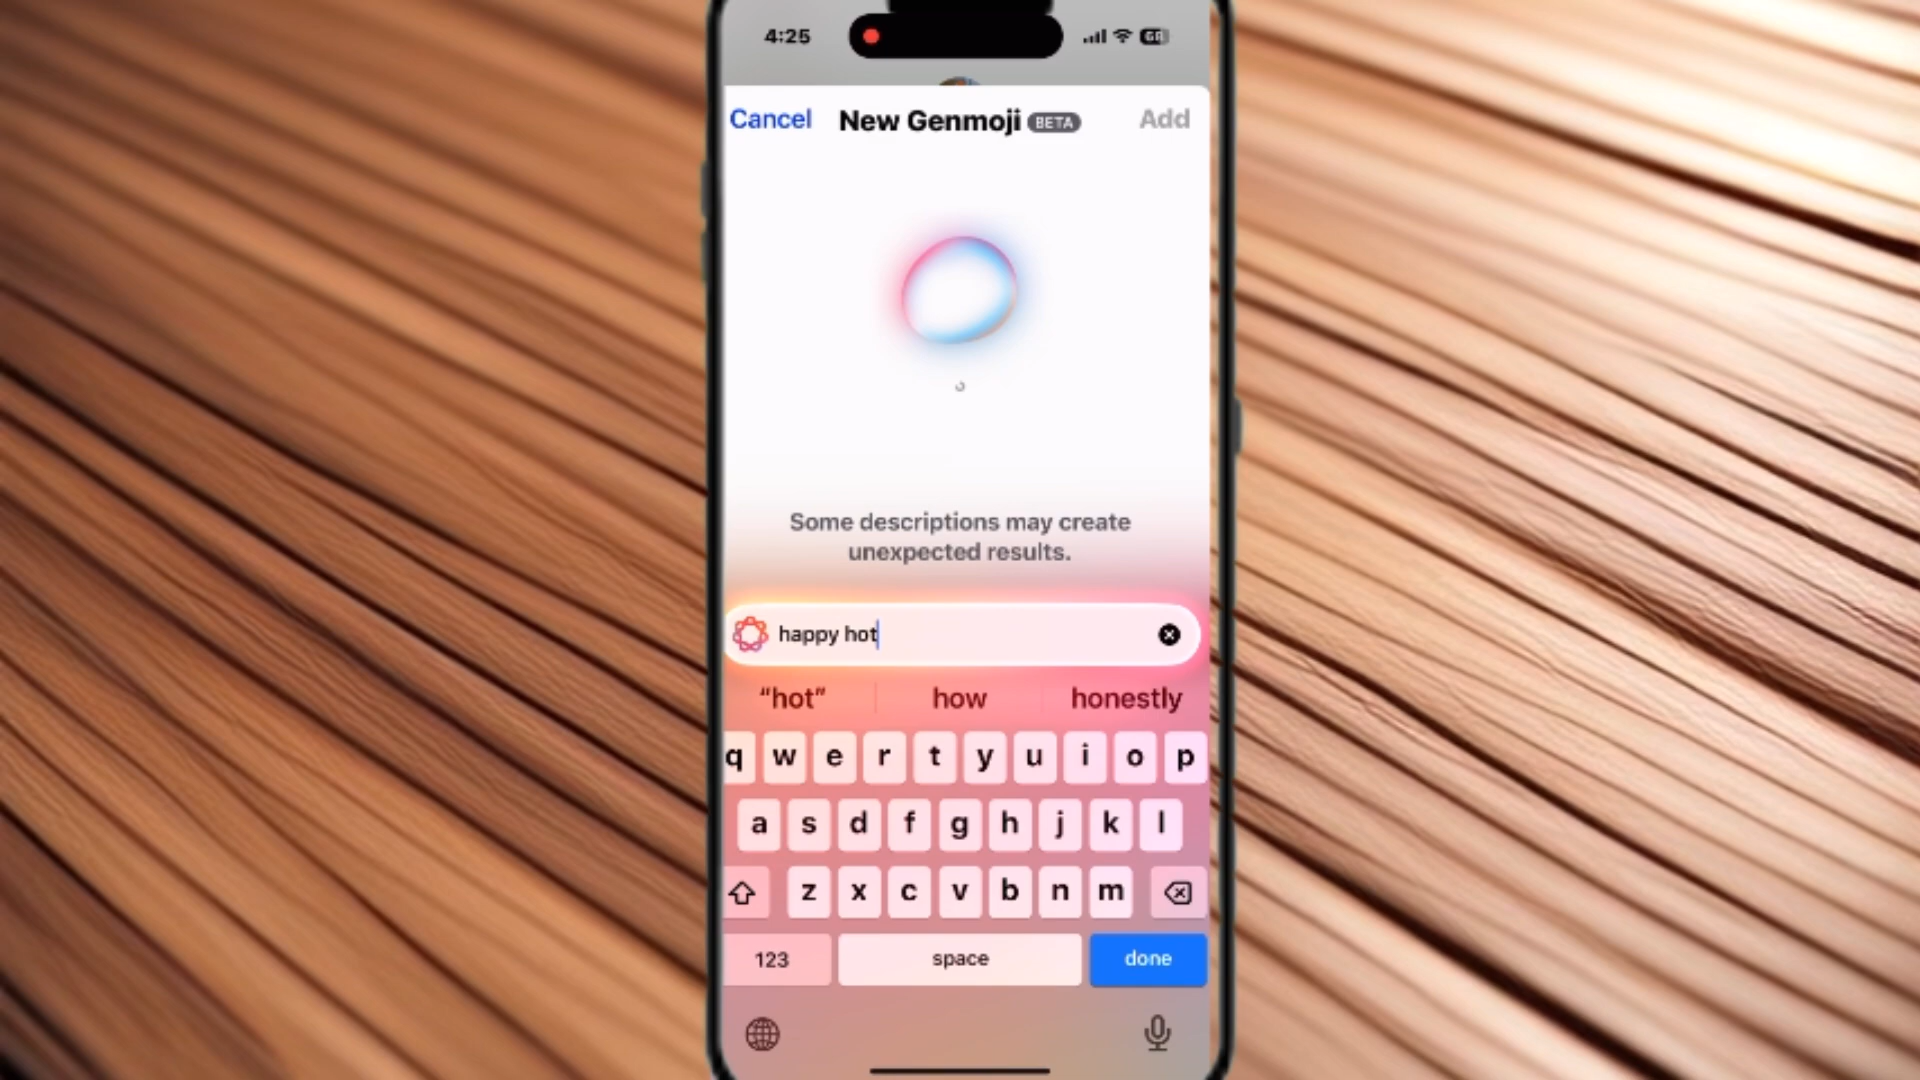 4:25
Cancel New Genmoji BETA Add
Some descriptions may create
unexpected results.
happy hot
“hot” how honestly
q w e r t y u i o p
a s d f g h j k l
z x c v b n m
123 space done